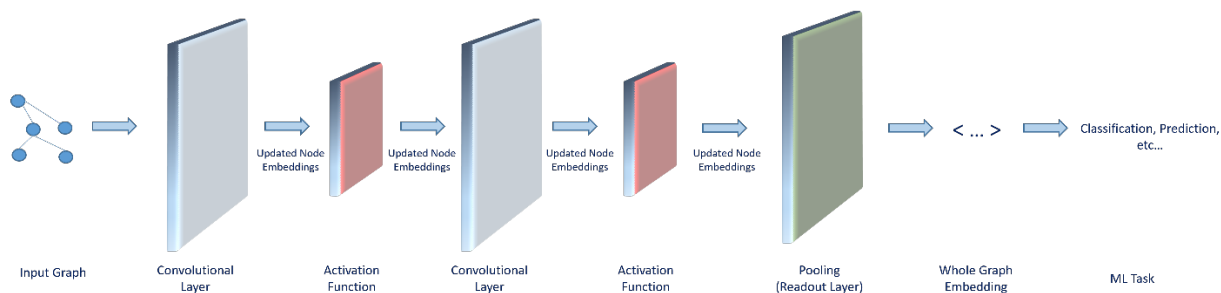 Updated Node
Embeddings
Updated Node
Embeddings
Updated Node
Embeddings
Updated Node
Embeddings
< ... >
Classification, Prediction,
etc...
Input Graph
Convolutional
Layer
Activation
Function
Convolutional
Layer
Activation
Function
Pooling
(Readout Layer)
Whole Graph
Embedding
ML Task